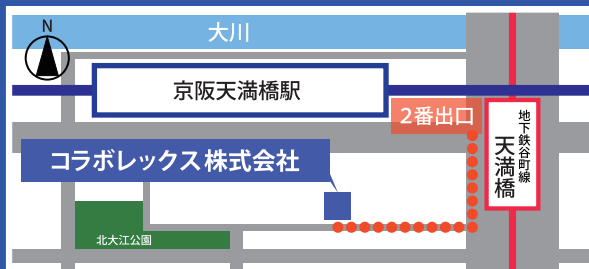 N
大川
京阪天満橋駅
2番出口
地下鉄谷町線
天満橋
コラボレックス株式会社
北大江公園